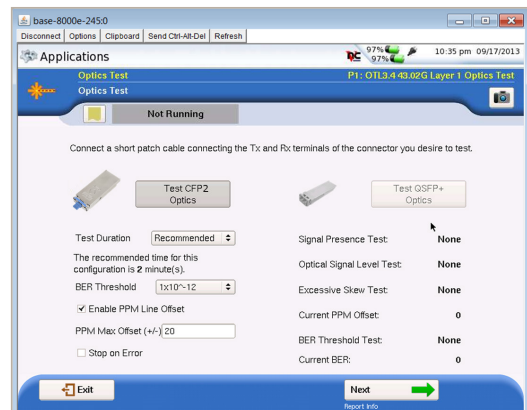 base-8000e-245:0
Disconnect Options Clipboard Send Ctrl-Alt-Del Refresh
Applications
97%
97%
10:35 pm 09/17/2013
Optics Test
P1: OTL3.4 43.02G Layer 1 Optics Test
Optics Test
Not Running
Connect a short patch cable connecting the Tx and Rx terminals of the connector you desire to test.
Test CFP2
Optics
Test QSFP+
Optics
Test Duration Recommended
The recommended time for this
configuration is 2 minute(s).
BER Threshold 1x10^-12
Enable PPM Line Offset
PPM Max Offset (+/-) 20
Stop on Error
Signal Presence Test: None
Optical Signal Level Test: None
Excessive Skew Test: None
Current PPM Offset: 0
BER Threshold Test: None
Current BER: 0
Exit
Next
Report Info